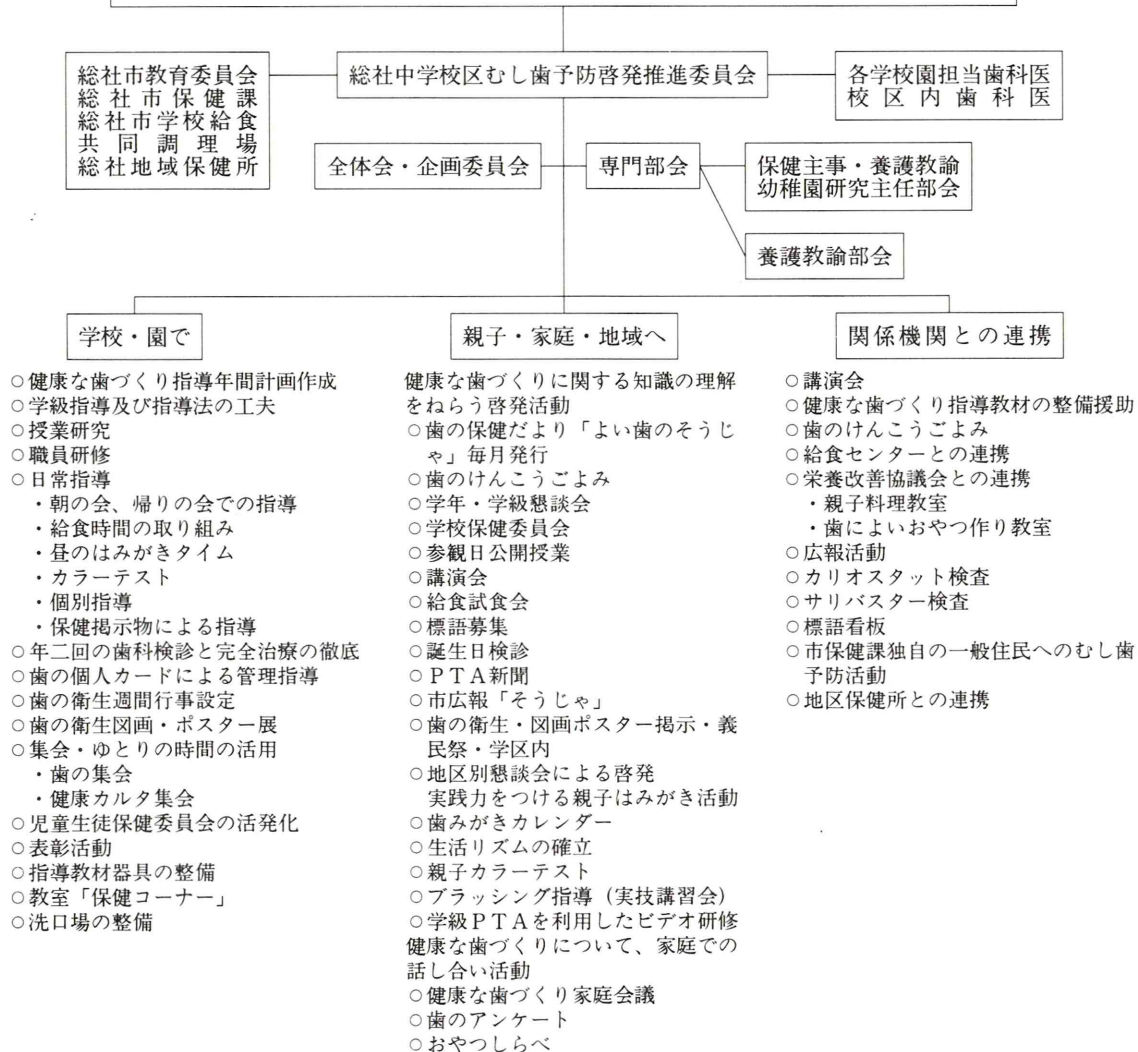 総社市教育委員会
総社市保健課
総社市学校給食
共同調理場
総社地域保健所
総社中学校区むし歯予防啓発推進委員会
各学校園担当歯科医
校区内歯科医
全体会・企画委員会
専門部会
保健主事・養護教諭
幼稚園研究主任部会
養護教諭部会
学校・園で
○健康な歯づくり指導年間計画作成
○学級指導及び指導法の工夫
○授業研究
○職員研修
○日常指導
・朝の会、帰りの会での指導
・給食時間の取り組み
・昼のはみがきタイム
・カラーテスト
・個別指導
・保健掲示物による指導
○年二回の歯科検診と完全治療の徹底
○歯の個人カードによる管理指導
○歯の衛生週間行事設定
○歯の衛生図画・ポスター展
○集会・ゆとりの時間の活用
・歯の集会
・健康カルタ集会
○児童生徒保健委員会の活発化
○表彰活動
○指導教材器具の整備
○教室「保健コーナー」
○洗口場の整備
親子・家庭・地域へ
健康な歯づくりに関する知識の理解
をねらう啓発活動
○歯の保健だより「よい歯のそうじ
ゃ」毎月発行
○歯のけんこうごよみ
○学年・学級懇談会
○学校保健委員会
○参観日公開授業
○講演会
○給食試食会
○標語募集
○誕生日検診
○PTA新聞
○市広報「そうじゃ」
○歯の衛生・図画ポスター掲示・義
民祭・学区内
○地区別懇談会による啓発
実践力をつける親子はみがき活動
○歯みがきカレンダー
○生活リズムの確立
○親子カラーテスト
○ブラッシング指導（実技講習会）
○学級PTAを利用したビデオ研修
健康な歯づくりについて、家庭での
話し合い活動
○健康な歯づくり家庭会議
○歯のアンケート
○おやつしらべ
関係機関との連携
○講演会
○健康な歯づくり指導教材の整備援助
○歯のけんこうごよみ
○給食センターとの連携
○栄養改善協議会との連携
・親子料理教室
・歯によいおやつ作り教室
○広報活動
○カリオスタット検査
○サリバスター検査
○標語看板
○市保健課独自の一般住民へのむし歯
予防活動
○地区保健所との連携